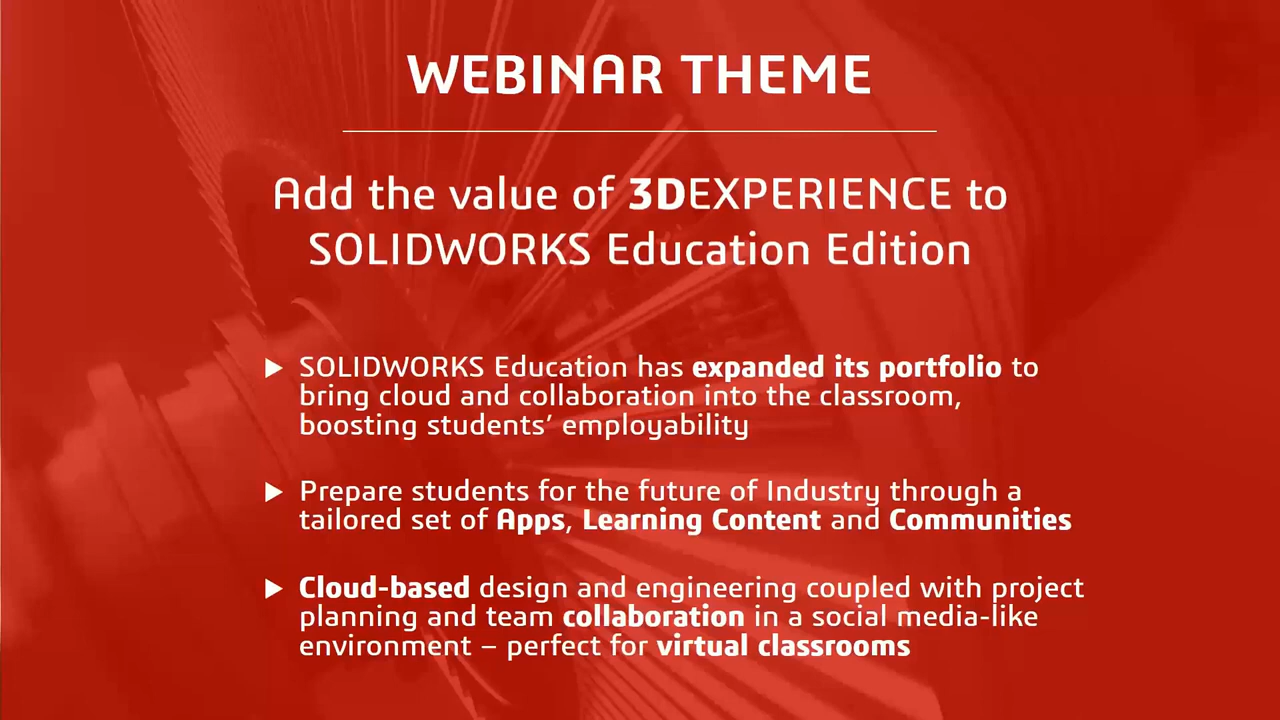 WEBINAR THEME
Add the value of 3DEXPERIENCE to
SOLIDWORKS Education Edition
► SOLIDWORKS Education has expanded its portfolio to
bring cloud and collaboration into the classroom,
boosting students’ employability
► Prepare students for the future of Industry through a
tailored set of Apps, Learning Content and Communities
► Cloud-based design and engineering coupled with project
planning and team collaboration in a social media-like
environment – perfect for virtual classrooms